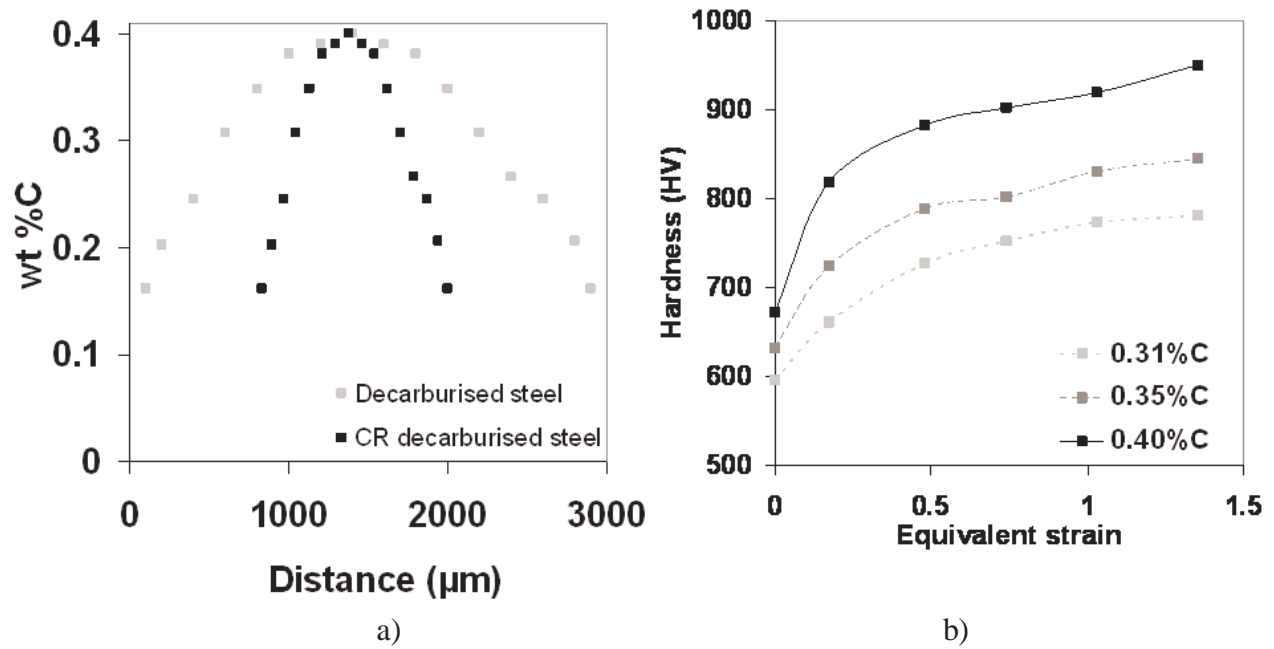 0.4
0.3
0.2
0.1
0
wt %C
0
1000
2000
3000
Distance (µm)
Decarburised steel
CR decarburised steel
a)
1000
900
800
700
600
500
Hardness (HV)
0
0.5
1
1.5
Equivalent strain
0.31%C
0.35%C
0.40%C
b)